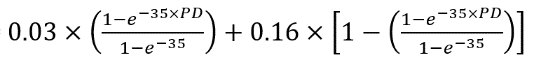 0.03 × ((1−e^{−35×PD})/(1−e^{−35})) + 0.16 × [1 − ((1−e^{−35×PD})/(1−e^{−35}))]